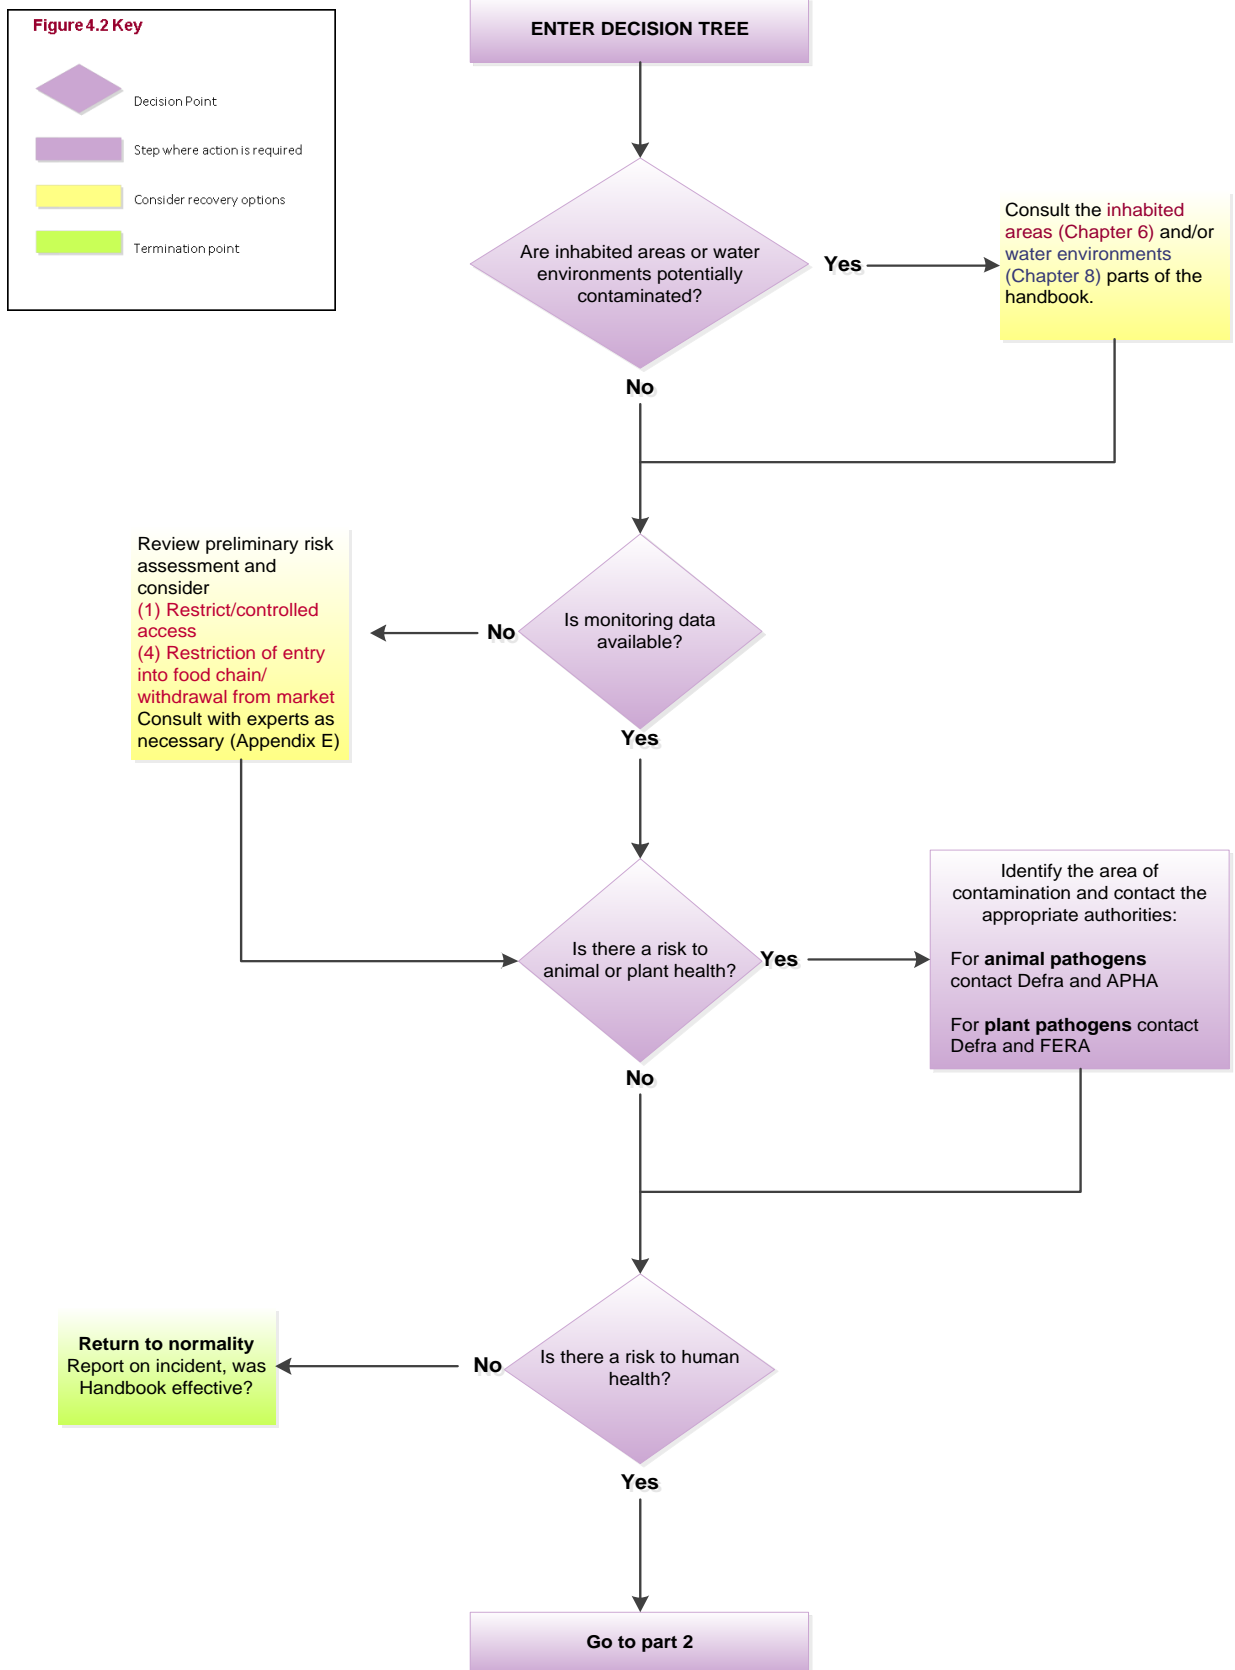 Figure 4.2 Key
Decision Point
Step where action is required
Consider recovery options
Termination point
ENTER DECISION TREE
Are inhabited areas or water
environments potentially
contaminated?
Yes
Consult the inhabited
areas (Chapter 6) and/or
water environments
(Chapter 8) parts of the
handbook.
No
Is monitoring data
available?
No
Review preliminary risk
assessment and
consider
(1) Restrict/controlled
access
(4) Restriction of entry
into food chain/
withdrawal from market
Consult with experts as
necessary (Appendix E)
Yes
Is there a risk to
animal or plant health?
Yes
Identify the area of
contamination and contact the
appropriate authorities:
For animal pathogens
contact Defra and APHA
For plant pathogens contact
Defra and FERA
No
Is there a risk to human
health?
No
Return to normality
Report on incident, was
Handbook effective?
Yes
Go to part 2